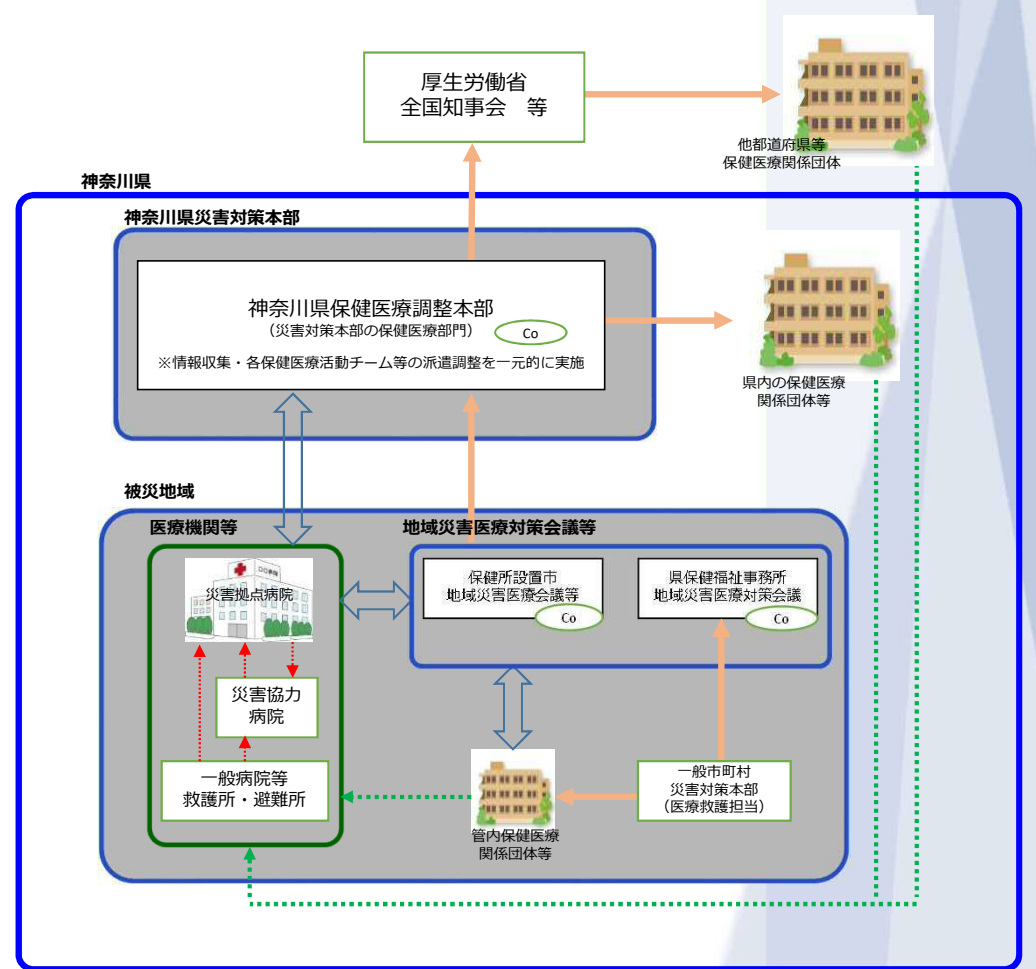 厚生労働省
全国知事会　等
他都道府県等
保健医療関係団体
神奈川県
神奈川県災害対策本部
神奈川県保健医療調整本部
（災害対策本部の保健医療部門）
Co
※情報収集・各保健医療活動チーム等の派遣調整を一元的に実施
県内の保健医療
関係団体等
被災地域
医療機関等
地域災害医療対策会議等
災害拠点病院
保健所設置市
地域災害医療会議等
Co
県保健福祉事務所
地域災害医療対策会議
Co
災害協力
病院
一般病院等
救護所・避難所
管内保健医療
関係団体等
一般市町村
災害対策本部
（医療救護担当）